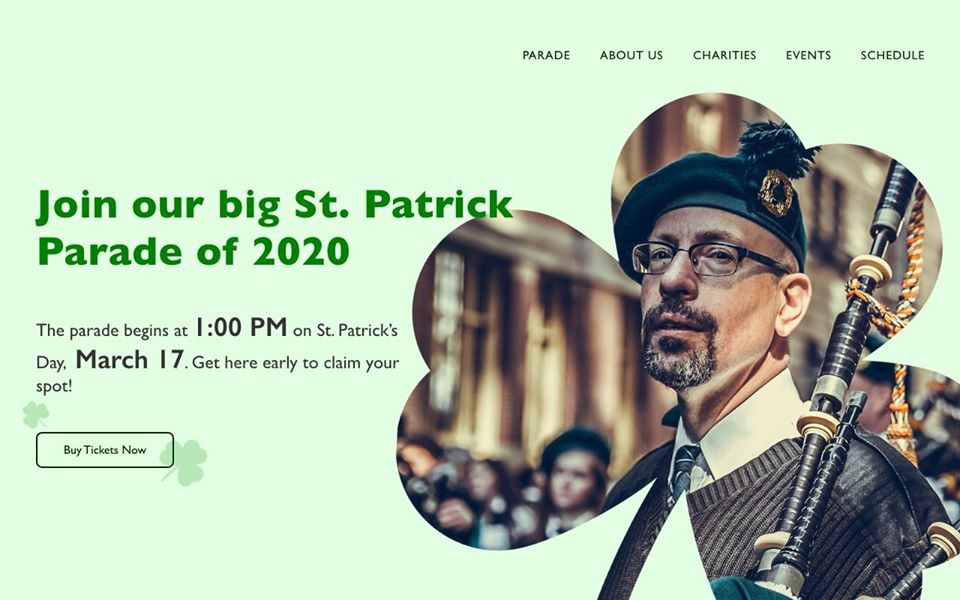 PARADE ABOUT US CHARITIES EVENTS SCHEDULE
Join our big St. Patrick
Parade of 2020
The parade begins at 1:00 PM on St. Patrick's
Day, March 17. Get here early to claim your
spot!
Buy Tickets Now